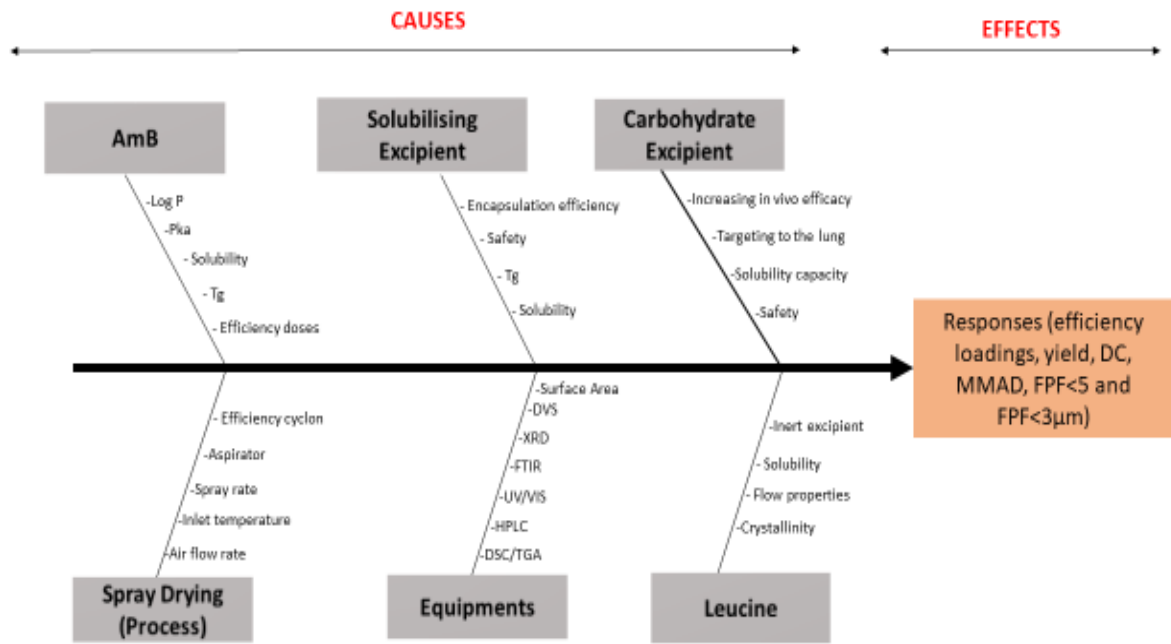 CAUSES
EFFECTS
AmB
Solubilising
Excipient
Carbohydrate
Excipient
-Log P
-Pka
- Solubility
- Tg
- Efficiency doses
- Encapsulation efficiency
- Safety
- Tg
- Solubility
-Increasing in vivo efficacy
-Targeting to the lung
-Solubility capacity
-Safety
Responses (efficiency
loadings, yield, DC,
MMAD, FPF<5 and
FPF<3µm)
- Efficiency cyclon
-Aspirator
-Spray rate
-Inlet temperature
-Air flow rate
-Surface Area
-DVS
-XRD
-FTIR
-UV/VIS
-HPLC
-DSC/TGA
-Inert excipient
- Solubility
- Flow properties
-Crystallinity
Spray Drying
(Process)
Equipments
Leucine